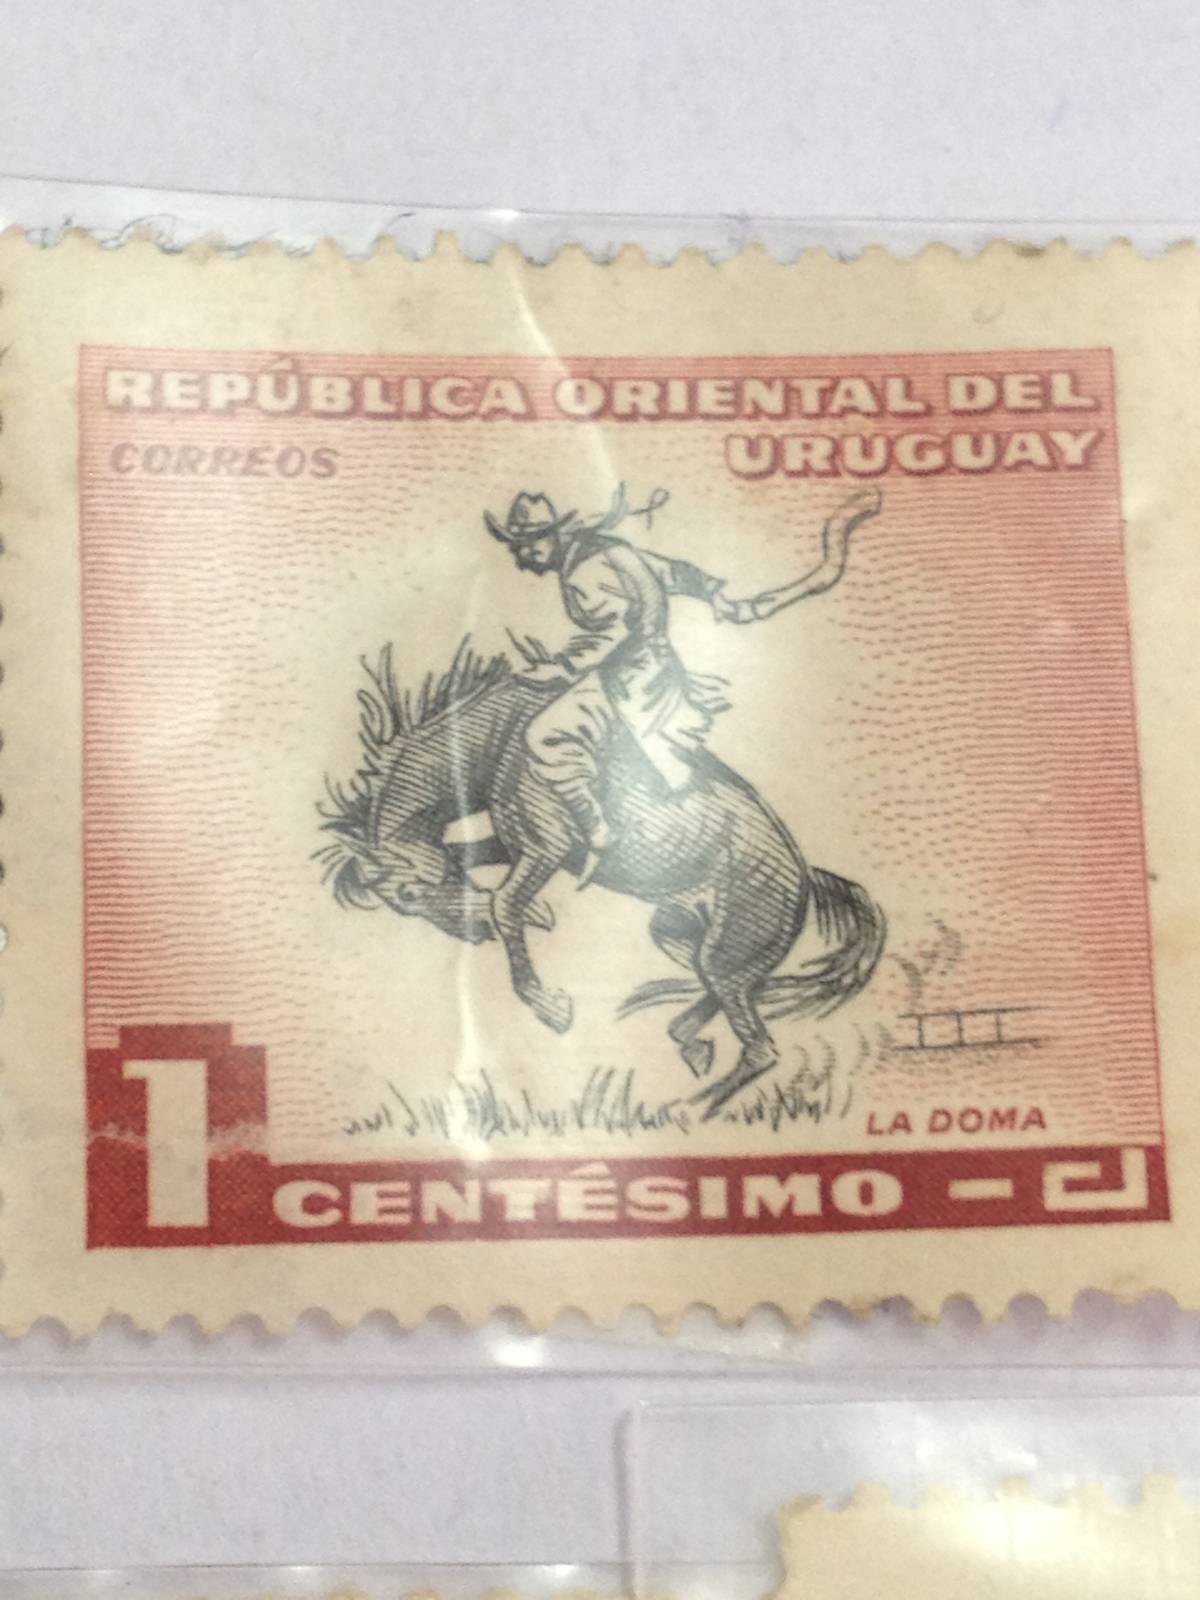 REPÚBLICA ORIENTAL DEL
URUGUAY
CORREOS
LA DOMA
1 CENTÉSIMO